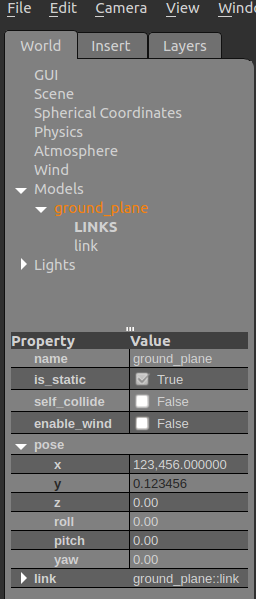 File Edit Camera View
World Insert Layers
GUI
Scene
Spherical Coordinates
Physics
Atmosphere
Wind
Models
ground_plane
LINKS
link
Lights
Property Value
name ground_plane
is_static True
self_collide False
enable_wind False
pose
x 123,456.000000
y 0.123456
z 0.00
roll 0.00
pitch 0.00
yaw 0.00
link ground_plane::link